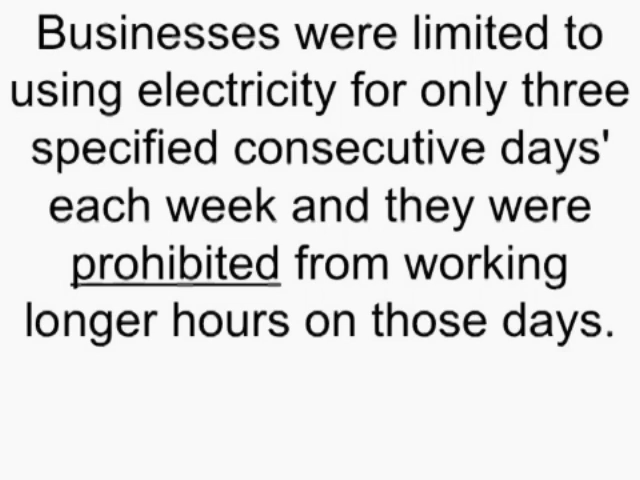 Businesses were limited to
using electricity for only three
specified consecutive days'
each week and they were
prohibited from working
longer hours on those days.